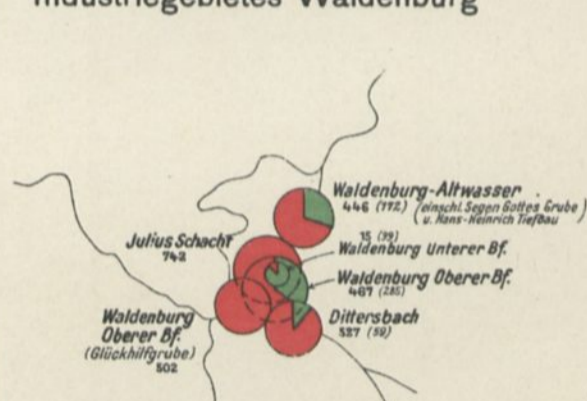 Industriegebietes Waldenburg
Waldenburg-Altwasser
446 (112) (einschl. Segen Gottes Grube
u. Hans-Heinrich Tiefbau)
15 (39)
Julius Schacht
742
Waldenburg Unterer Bf.
Waldenburg Oberer Bf.
467 (285)
Waldenburg
Oberer Bf.
(Glückhilfgrube)
502
Dittersbach
527 (59)